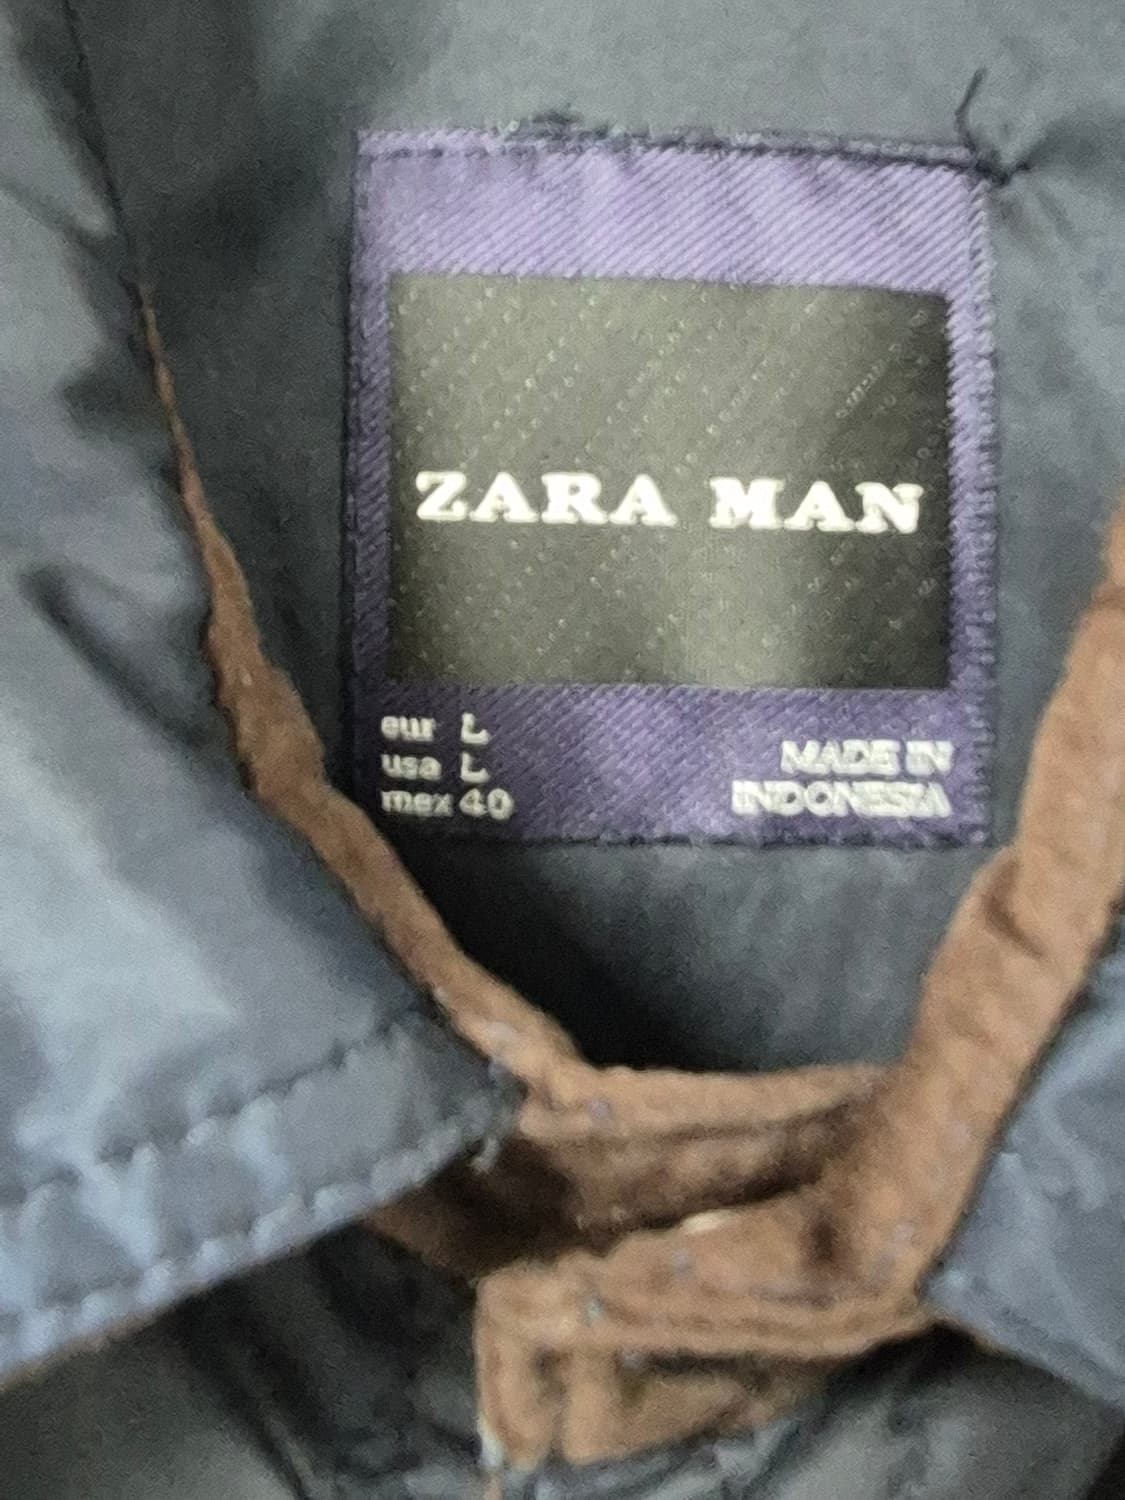 ZARA MAN
eur L
usa L
mex 40
MADE IN
INDONESIA